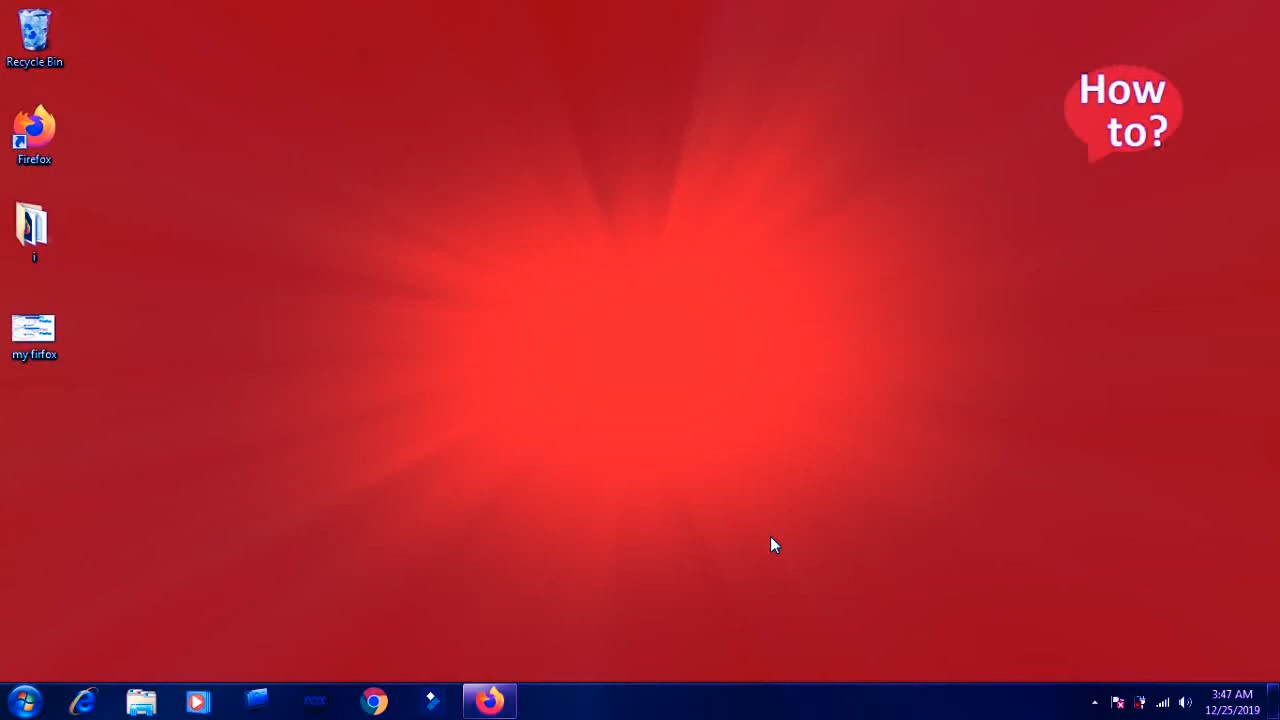 Recycle Bin
Firefox
i
my firfox
How
to?
3:47 AM
12/25/2019